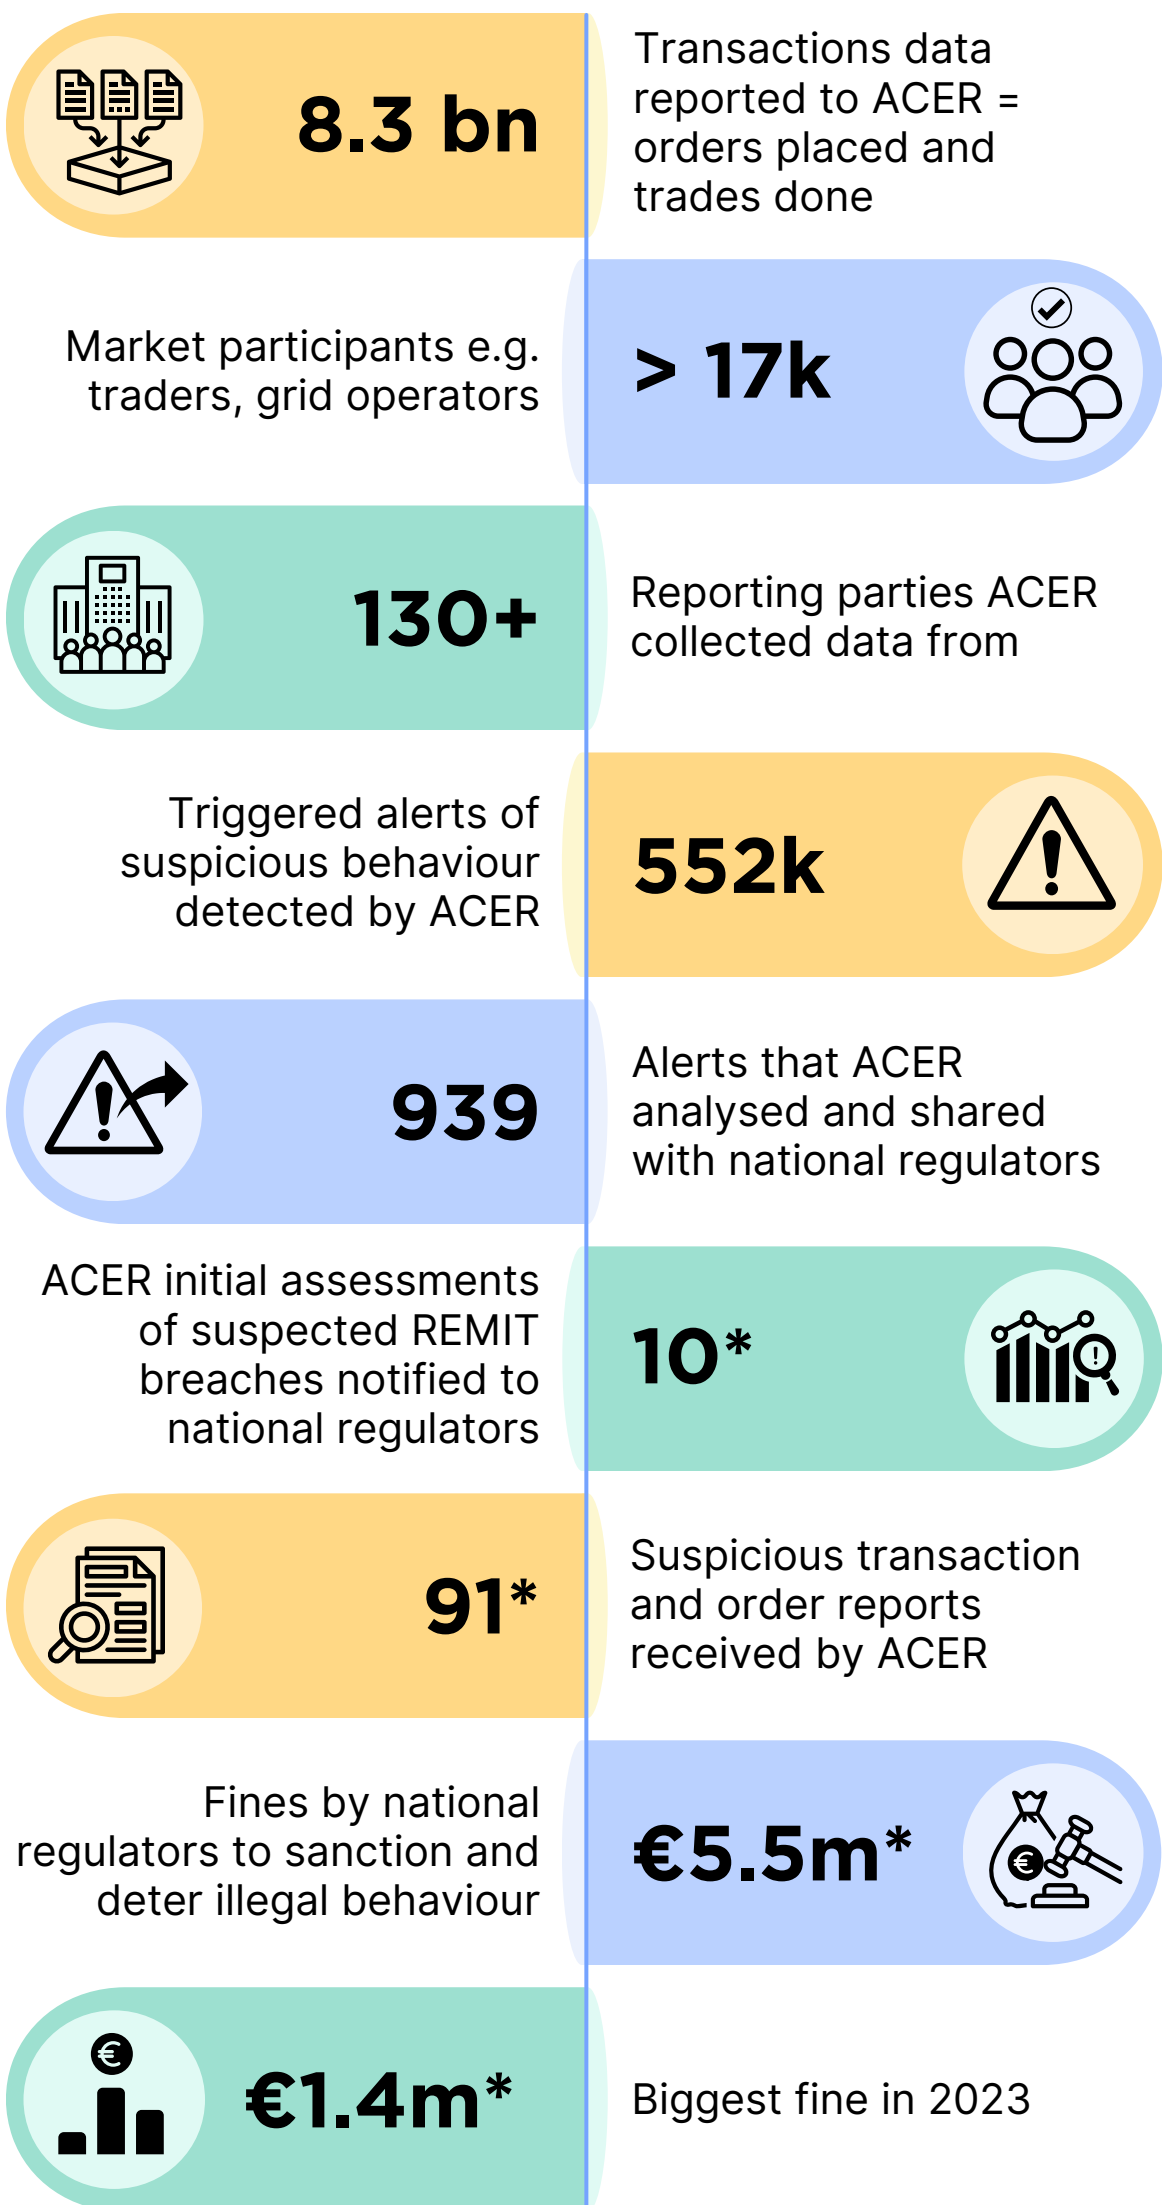 8.3 bn
Transactions data
reported to ACER =
orders placed and
trades done
Market participants e.g.
traders, grid operators
> 17k
130+
Reporting parties ACER
collected data from
Triggered alerts of
suspicious behaviour
detected by ACER
552k
939
Alerts that ACER
analysed and shared
with national regulators
ACER initial assessments
of suspected REMIT
breaches notified to
national regulators
10*
91*
Suspicious transaction
and order reports
received by ACER
Fines by national
regulators to sanction and
deter illegal behaviour
€5.5m*
€
€
€1.4m*
Biggest fine in 2023